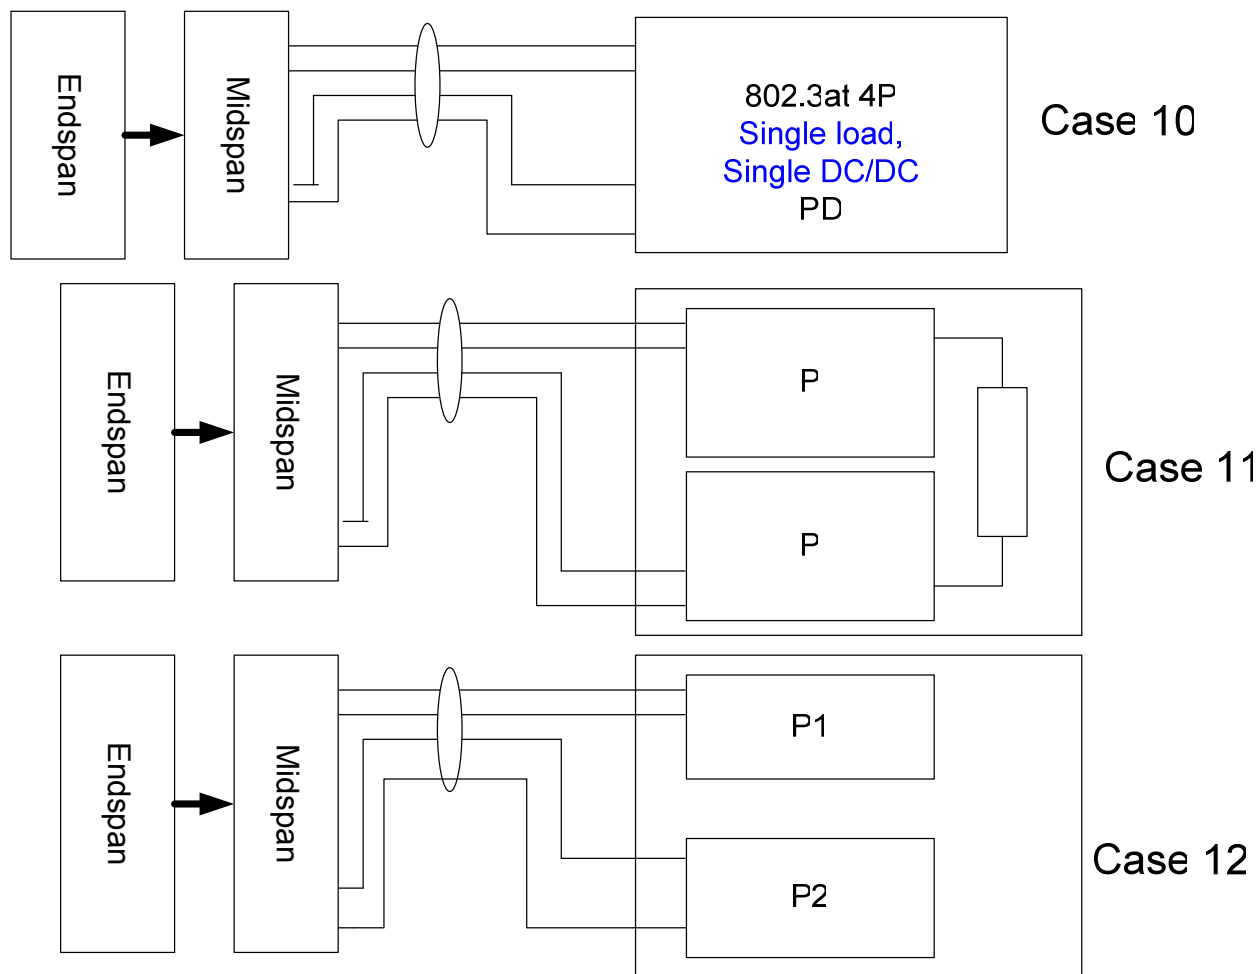 Endspan
Midspan
802.3at 4P
Single load,
Single DC/DC
PD
Case 10
Endspan
Midspan
P
P
Case 11
Endspan
Midspan
P1
P2
Case 12